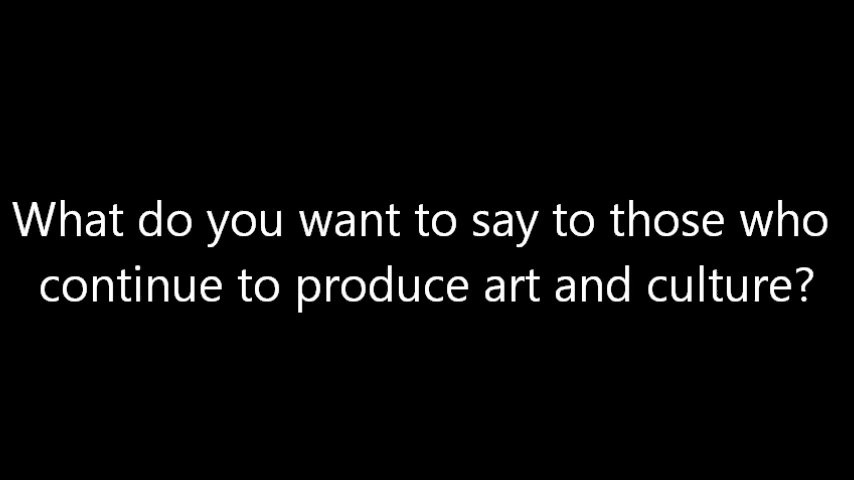 What do you want to say to those who
continue to produce art and culture?